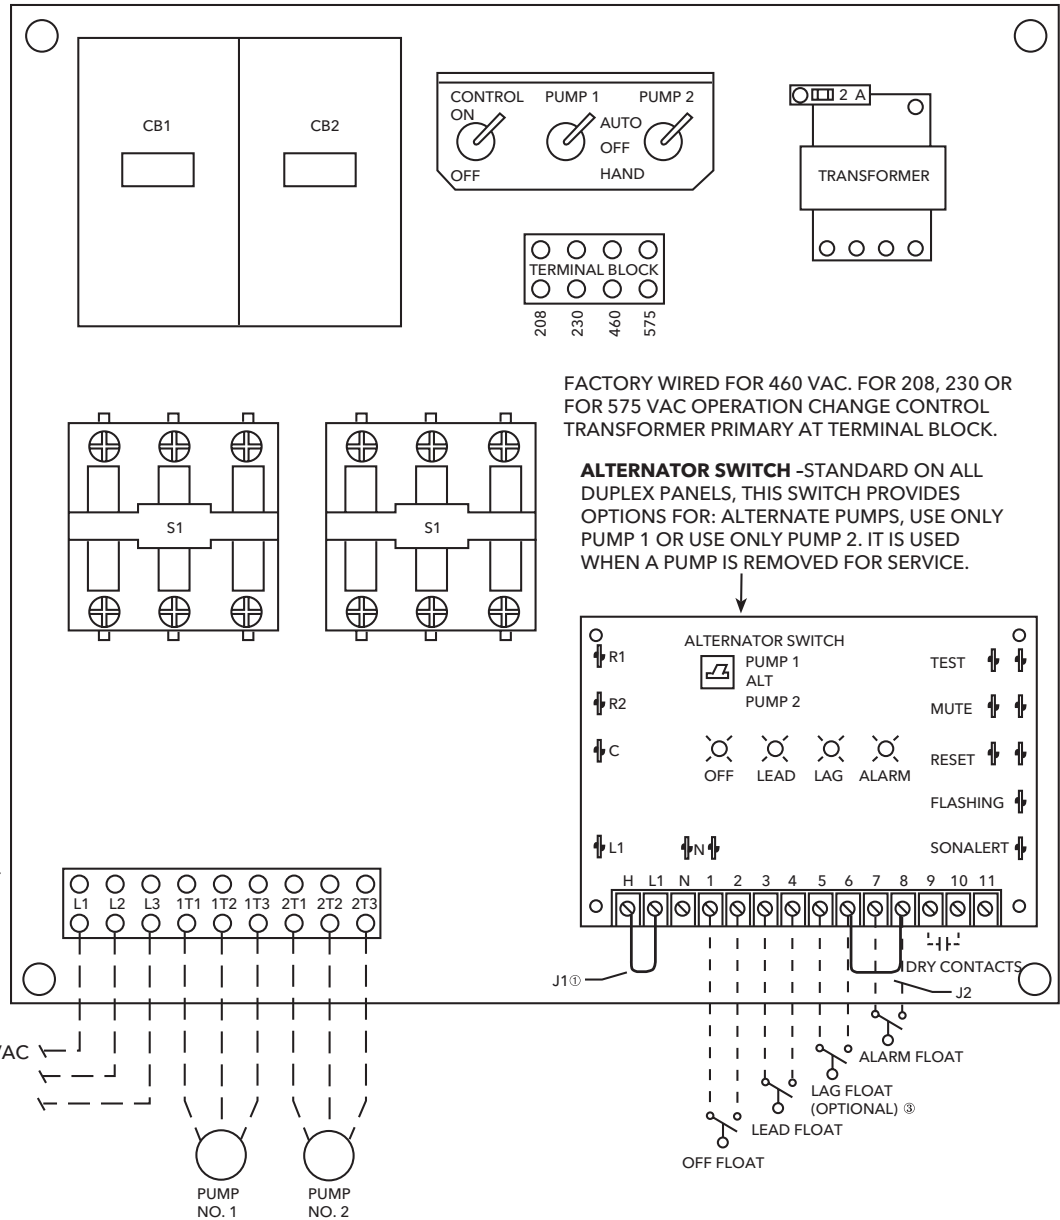 CB1
CB2
CONTROL
ON
OFF
PUMP 1
PUMP 2
AUTO
OFF
HAND
2 A
TRANSFORMER
TERMINAL BLOCK
208
230
460
575
FACTORY WIRED FOR 460 VAC. FOR 208, 230 OR
FOR 575 VAC OPERATION CHANGE CONTROL
TRANSFORMER PRIMARY AT TERMINAL BLOCK.
ALTERNATOR SWITCH –STANDARD ON ALL
DUPLEX PANELS, THIS SWITCH PROVIDES
OPTIONS FOR: ALTERNATE PUMPS, USE ONLY
PUMP 1 OR USE ONLY PUMP 2. IT IS USED
WHEN A PUMP IS REMOVED FOR SERVICE.
S1
S1
ALTERNATOR SWITCH
PUMP 1
ALT
PUMP 2
R1
R2
C
L1
N
OFF LEAD LAG ALARM
TEST
MUTE
RESET
FLASHING
SONALERT
H L1 N 1 2 3 4 5 6 7 8 9 10 11
DRY CONTACTS
J1①
J2
ALARM FLOAT
LAG FLOAT
(OPTIONAL) ③
LEAD FLOAT
OFF FLOAT
L1 L2 L3 1T1 1T2 1T3 2T1 2T2 2T3
VAC
PUMP
NO. 1
PUMP
NO. 2